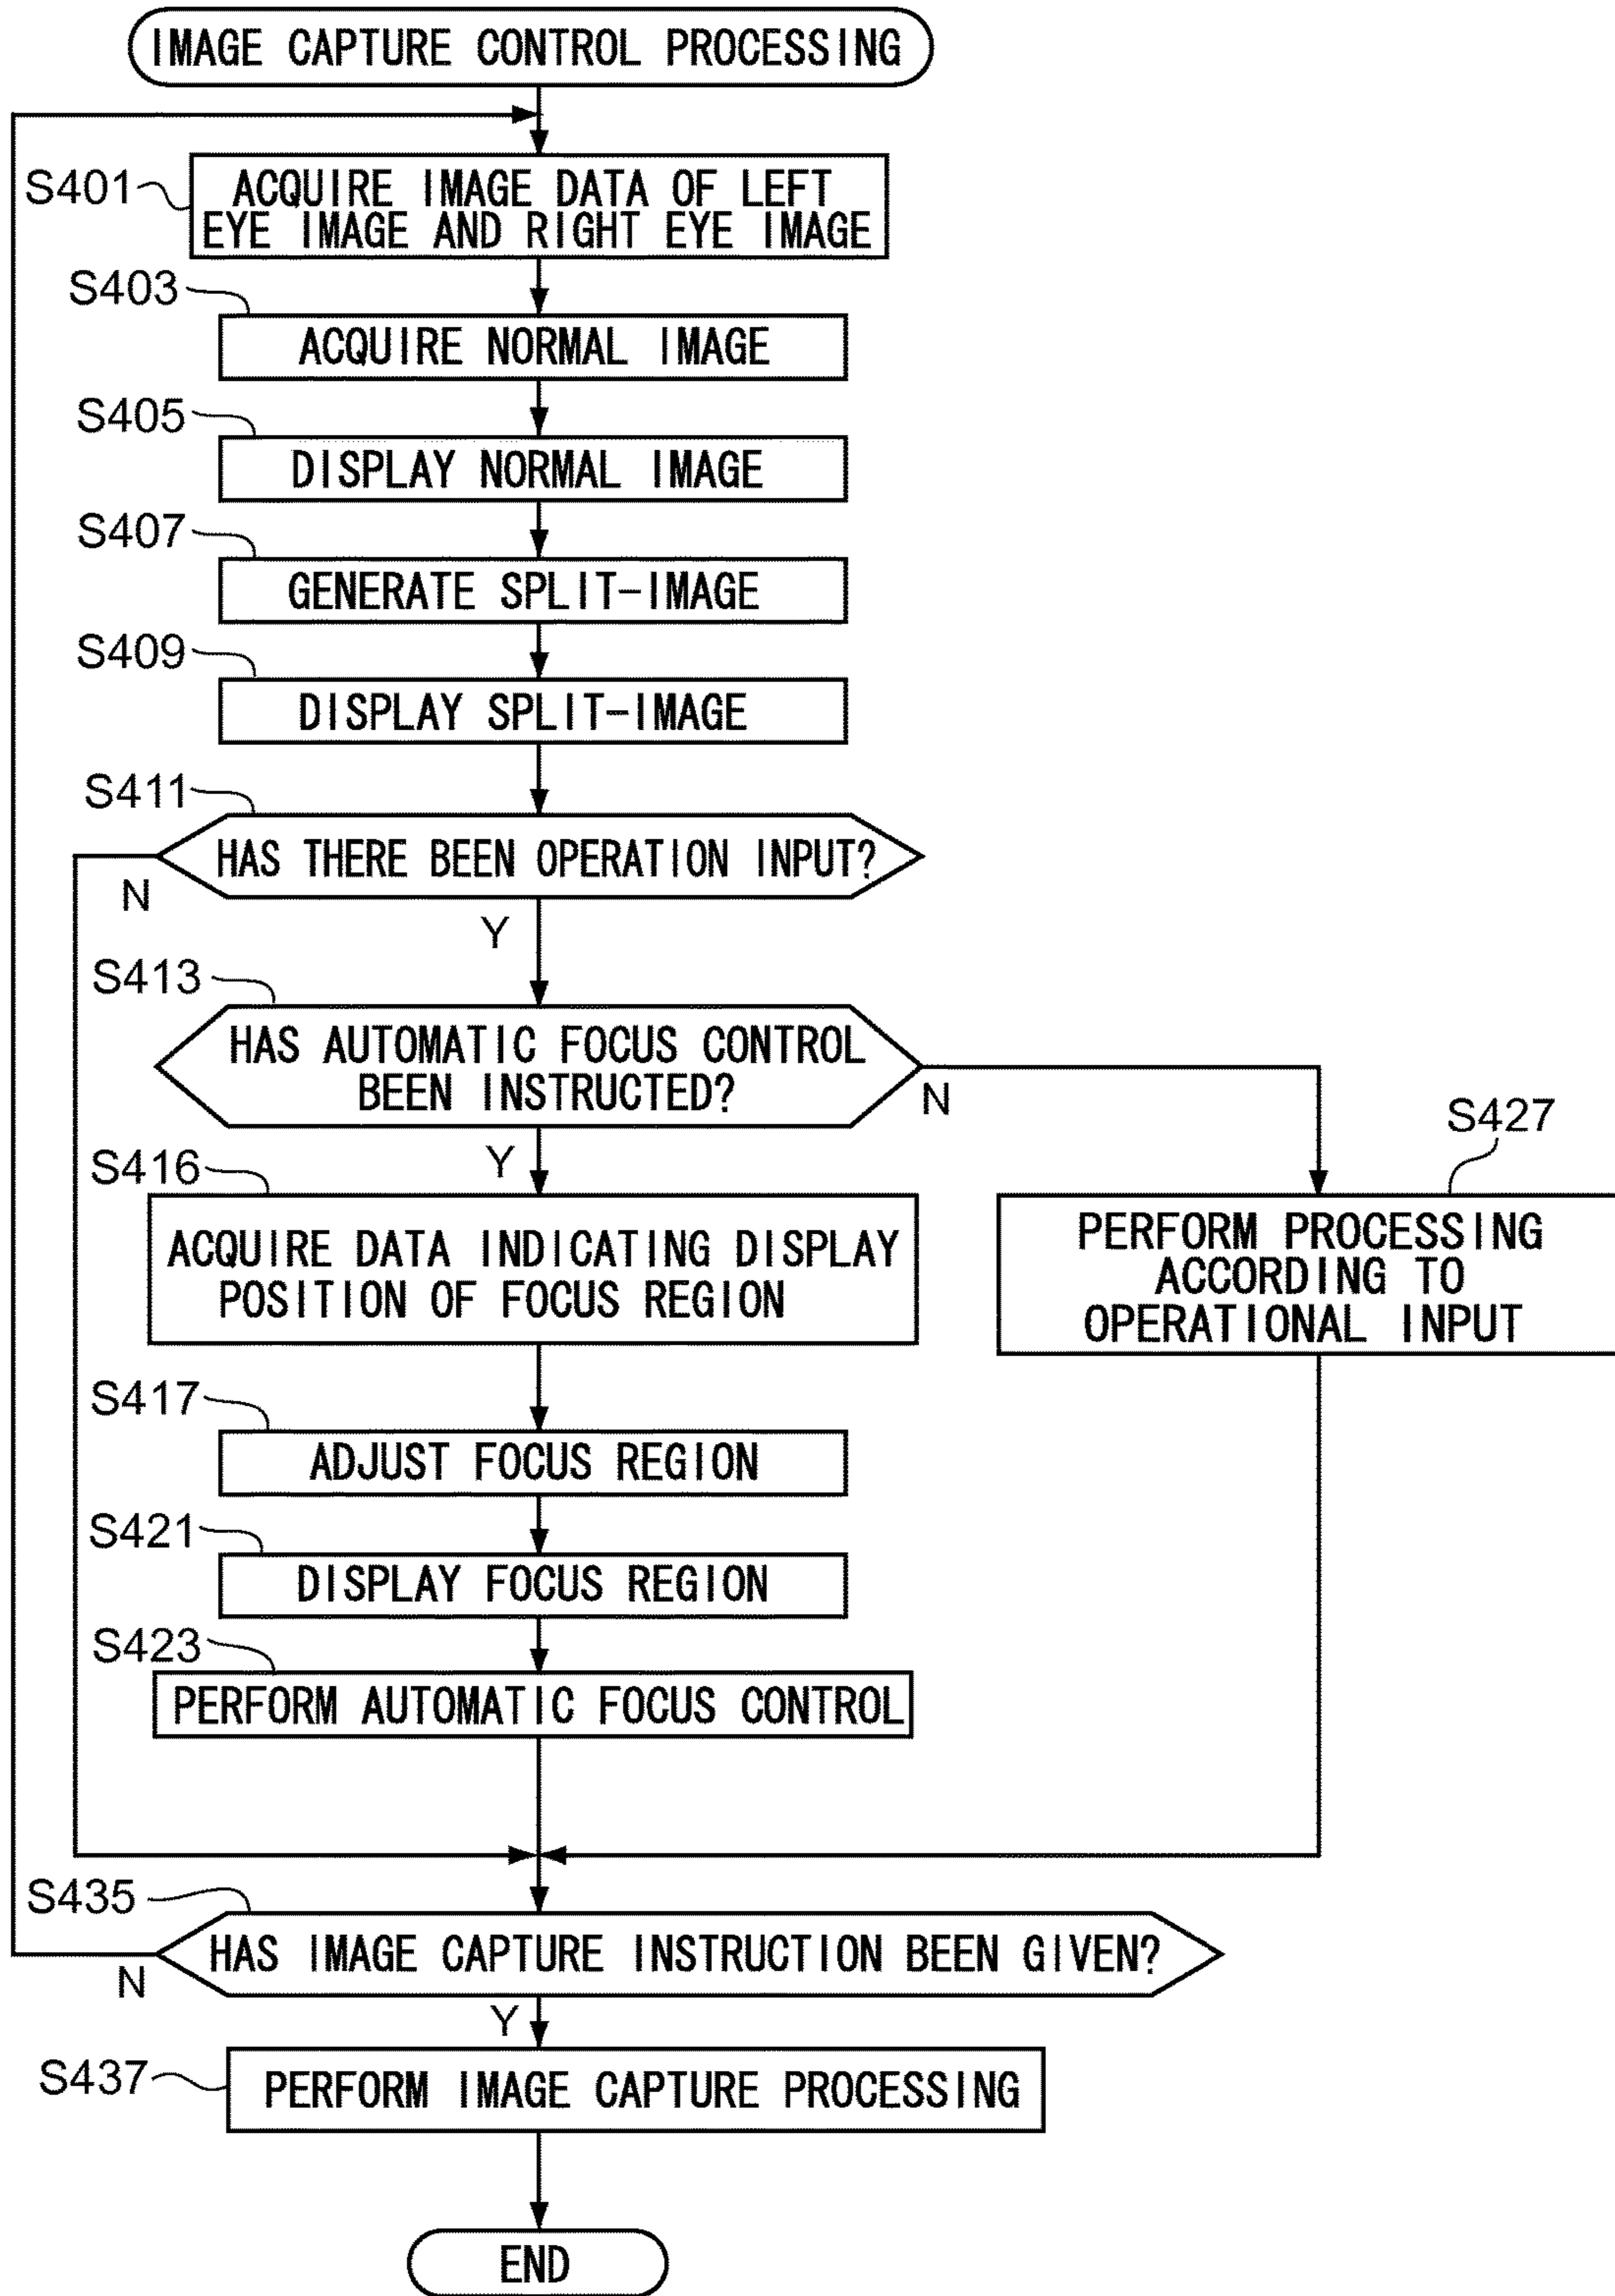 IMAGE CAPTURE CONTROL PROCESSING
S401
ACQUIRE IMAGE DATA OF LEFT
EYE IMAGE AND RIGHT EYE IMAGE
S403
ACQUIRE NORMAL IMAGE
S405
DISPLAY NORMAL IMAGE
S407
GENERATE SPLIT-IMAGE
S409
DISPLAY SPLIT-IMAGE
S411
HAS THERE BEEN OPERATION INPUT?
N
Y
S413
HAS AUTOMATIC FOCUS CONTROL
BEEN INSTRUCTED?
N
Y
S427
PERFORM PROCESSING
ACCORDING TO
OPERATIONAL INPUT
S416
ACQUIRE DATA INDICATING DISPLAY
POSITION OF FOCUS REGION
S417
ADJUST FOCUS REGION
S421
DISPLAY FOCUS REGION
S423
PERFORM AUTOMATIC FOCUS CONTROL
S435
HAS IMAGE CAPTURE INSTRUCTION BEEN GIVEN?
N
Y
S437
PERFORM IMAGE CAPTURE PROCESSING
END